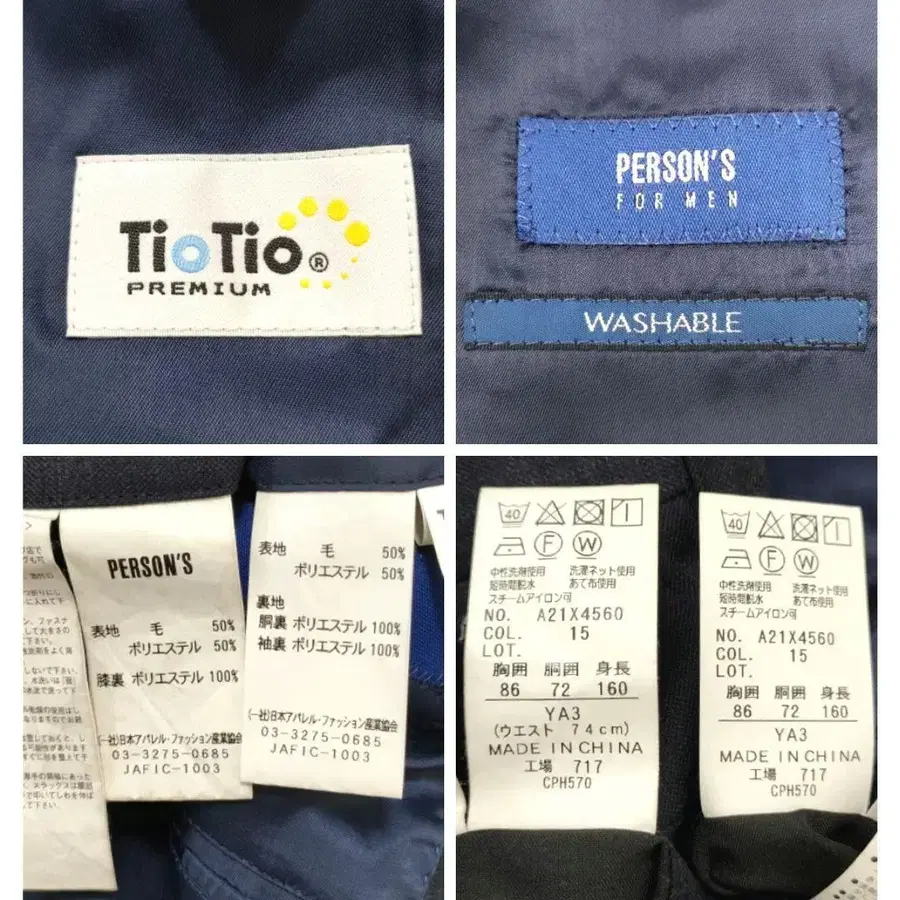 TioTio®
PREMIUM
PERSON'S
FOR MEN
WASHABLE
PERSON'S
表地 毛 50%
ポリエステル 50%
膝裏 ポリエステル 100%
(一社)日本アパレル・ファッション産業協会
03-3275-0685
JAFIC-1003
表地 毛 50%
ポリエステル 50%
裏地
胴裏 ポリエステル 100%
袖裏 ポリエステル 100%
(一社)日本アパレル・ファッション産業協会
03-3275-0685
JAFIC-1003
40
F W
中性洗剤使用 洗濯ネット使用
短時間脱水 あて布使用
スチームアイロン可
NO. A21X4560
COL. 15
LOT.
胸囲 胴囲 身長
86 72 160
YA3
(ウエスト 74cm)
MADE IN CHINA
工場 717
CPH570
40
F W
中性洗剤使用 洗濯ネット使用
短時間脱水 あて布使用
スチームアイロン可
NO. A21X4560
COL. 15
LOT.
胸囲 胴囲 身長
86 72 160
YA3
MADE IN CHINA
工場 717
CPH570